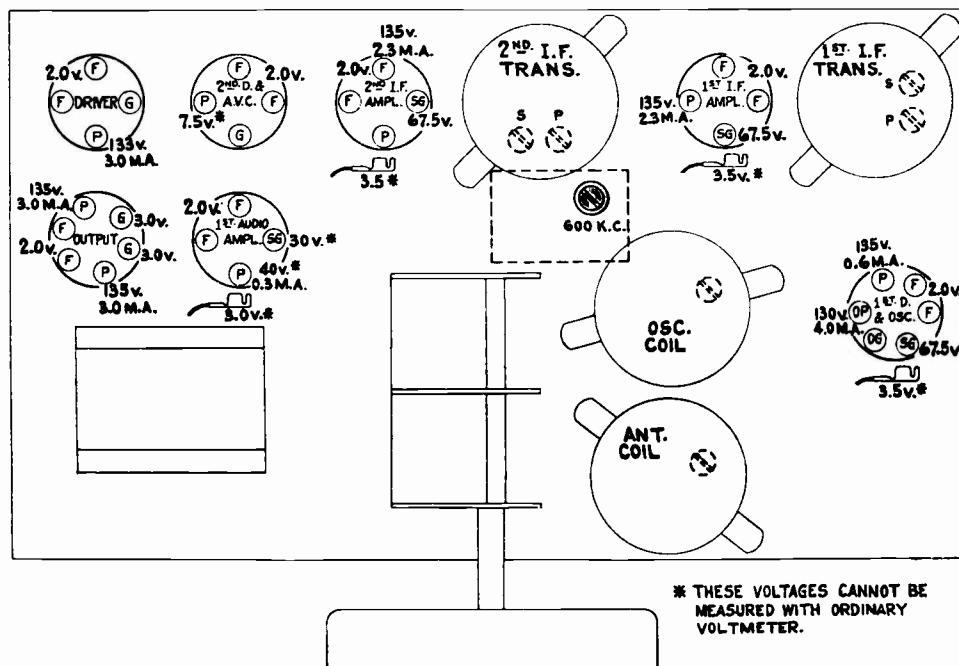 2.0v.
F
F
DRIVER
G
P
133v.
3.0 M.A.
F
2.0v.
2ND. D. &
A.V.C.
P
F
7.5v.*
G
135v.
2.3 M.A.
2.0v.
F
2ND I.F.
AMPL.
F
SG
67.5v.
P
3.5 *
2ND. I.F.
TRANS.
S P
F
2.0v.
1ST I.F.
AMPL.
135v.
2.3 M.A.
P
F
SG
67.5v.
3.5v.*
1ST. I.F.
TRANS.
S
P
600 K.C.
135v.
3.0 M.A.
P
G
3.0v.
F
OUTPUT
G
3.0v.
2.0v.
F
P
135v.
3.0 M.A.
2.0v.
F
1ST. AUDIO
AMPL.
F
SG
30v.*
P
40v.*
0.3 M.A.
3.0v.*
OSC.
COIL
135v.
0.6 M.A.
P
F
2.0v.
1ST. D.
& OSC.
OP
F
130v.
4.0 M.A.
OG
SG
67.5v.
3.5v.*
ANT.
COIL
* THESE VOLTAGES CANNOT BE
MEASURED WITH ORDINARY
VOLTMETER.